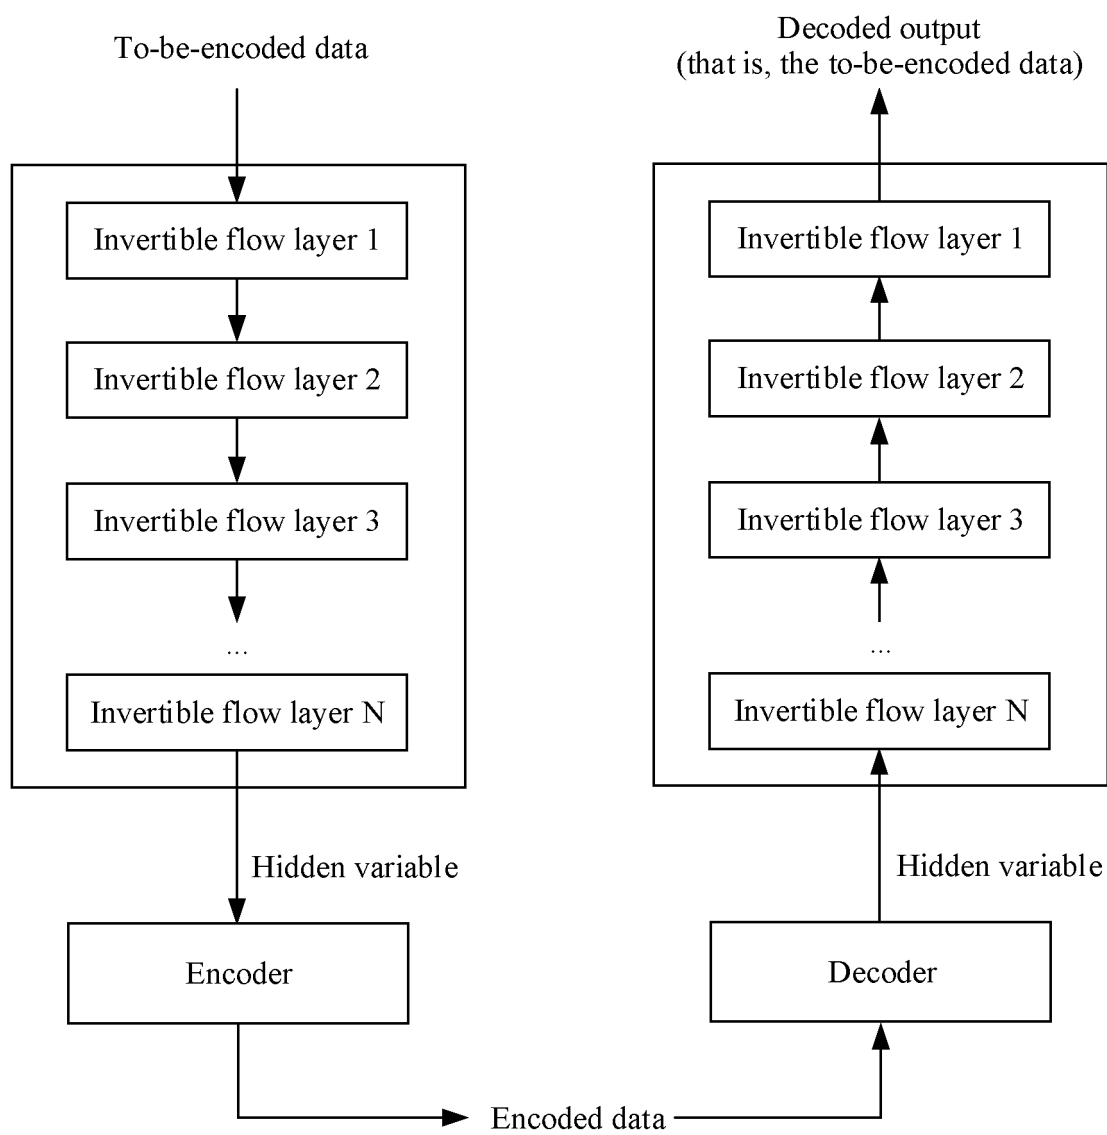 To-be-encoded data
Invertible flow layer 1
Invertible flow layer 2
Invertible flow layer 3
...
Invertible flow layer N
Hidden variable
Encoder
Encoded data
Decoder
Hidden variable
Invertible flow layer N
...
Invertible flow layer 3
Invertible flow layer 2
Invertible flow layer 1
Decoded output
(that is, the to-be-encoded data)